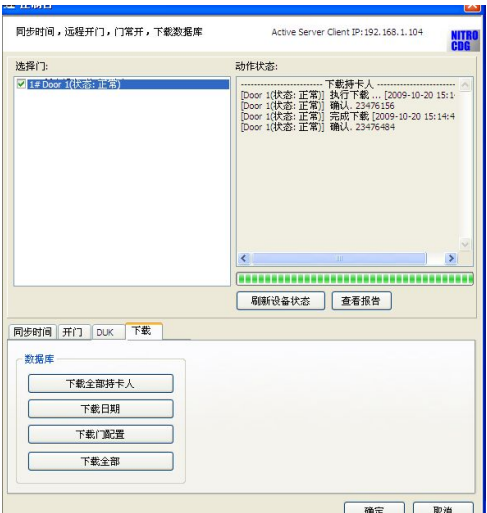 同步时间，远程开门，门常开，下载数据库
Active Server Client IP:192.168.1.104
NITRO
CDG
选择门:
1# Door 1(状态: 正常)
动作状态:
---------------------- 下载持卡人 ---------------------
[Door 1(状态: 正常)] 执行下载 ... [2009-10-20 15:1
[Door 1(状态: 正常)] 确认. 23476156
[Door 1(状态: 正常)] 完成下载 [2009-10-20 15:14:4
[Door 1(状态: 正常)] 确认. 23476484
刷新设备状态
查看报告
同步时间
开门
DUK
下载
数据库
下载全部持卡人
下载日期
下载门配置
下载全部
确定
取消